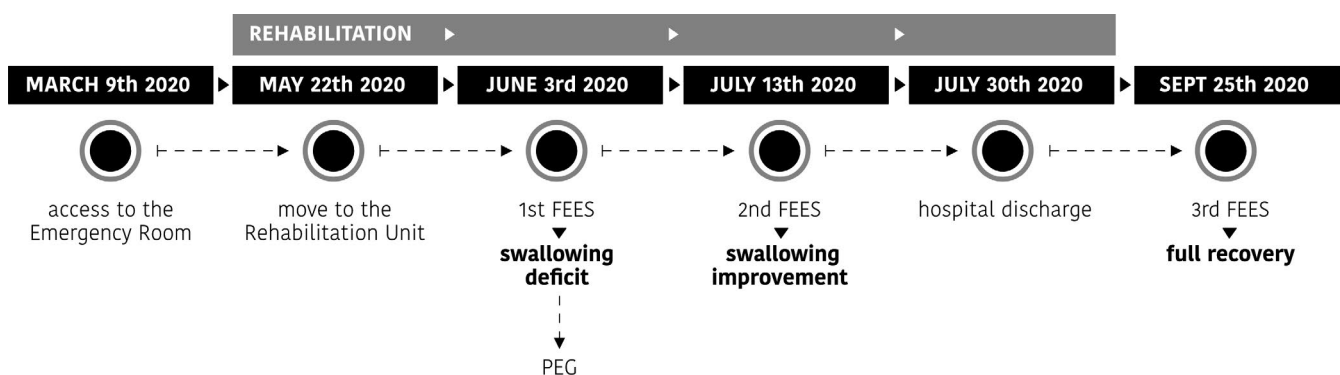 REHABILITATION
MARCH 9th 2020
MAY 22th 2020
JUNE 3rd 2020
JULY 13th 2020
JULY 30th 2020
SEPT 25th 2020
access to the
Emergency Room
move to the
Rehabilitation Unit
1st FEES
swallowing
deficit
PEG
2nd FEES
swallowing
improvement
hospital discharge
3rd FEES
full recovery